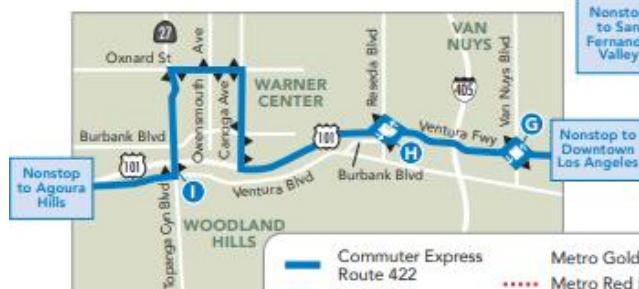 Nonstop
to San
Fernando
Valley
27
Ave
Oxnard St
VAN
NUYS
Reseda Blvd
Van Nuys Blvd
405
WARNER
CENTER
Owensmouth
Canoga Ave
Burbank Blvd
101
Ventura Fwy
G
H
Nonstop to
Downtown
Los Angeles
101
Nonstop
to Agoura
Hills
I
Ventura Blvd
Burbank Blvd
Topanga Cyn Blvd
WOODLAND
HILLS
Commuter Express
Route 422
Metro Gold
Metro Red